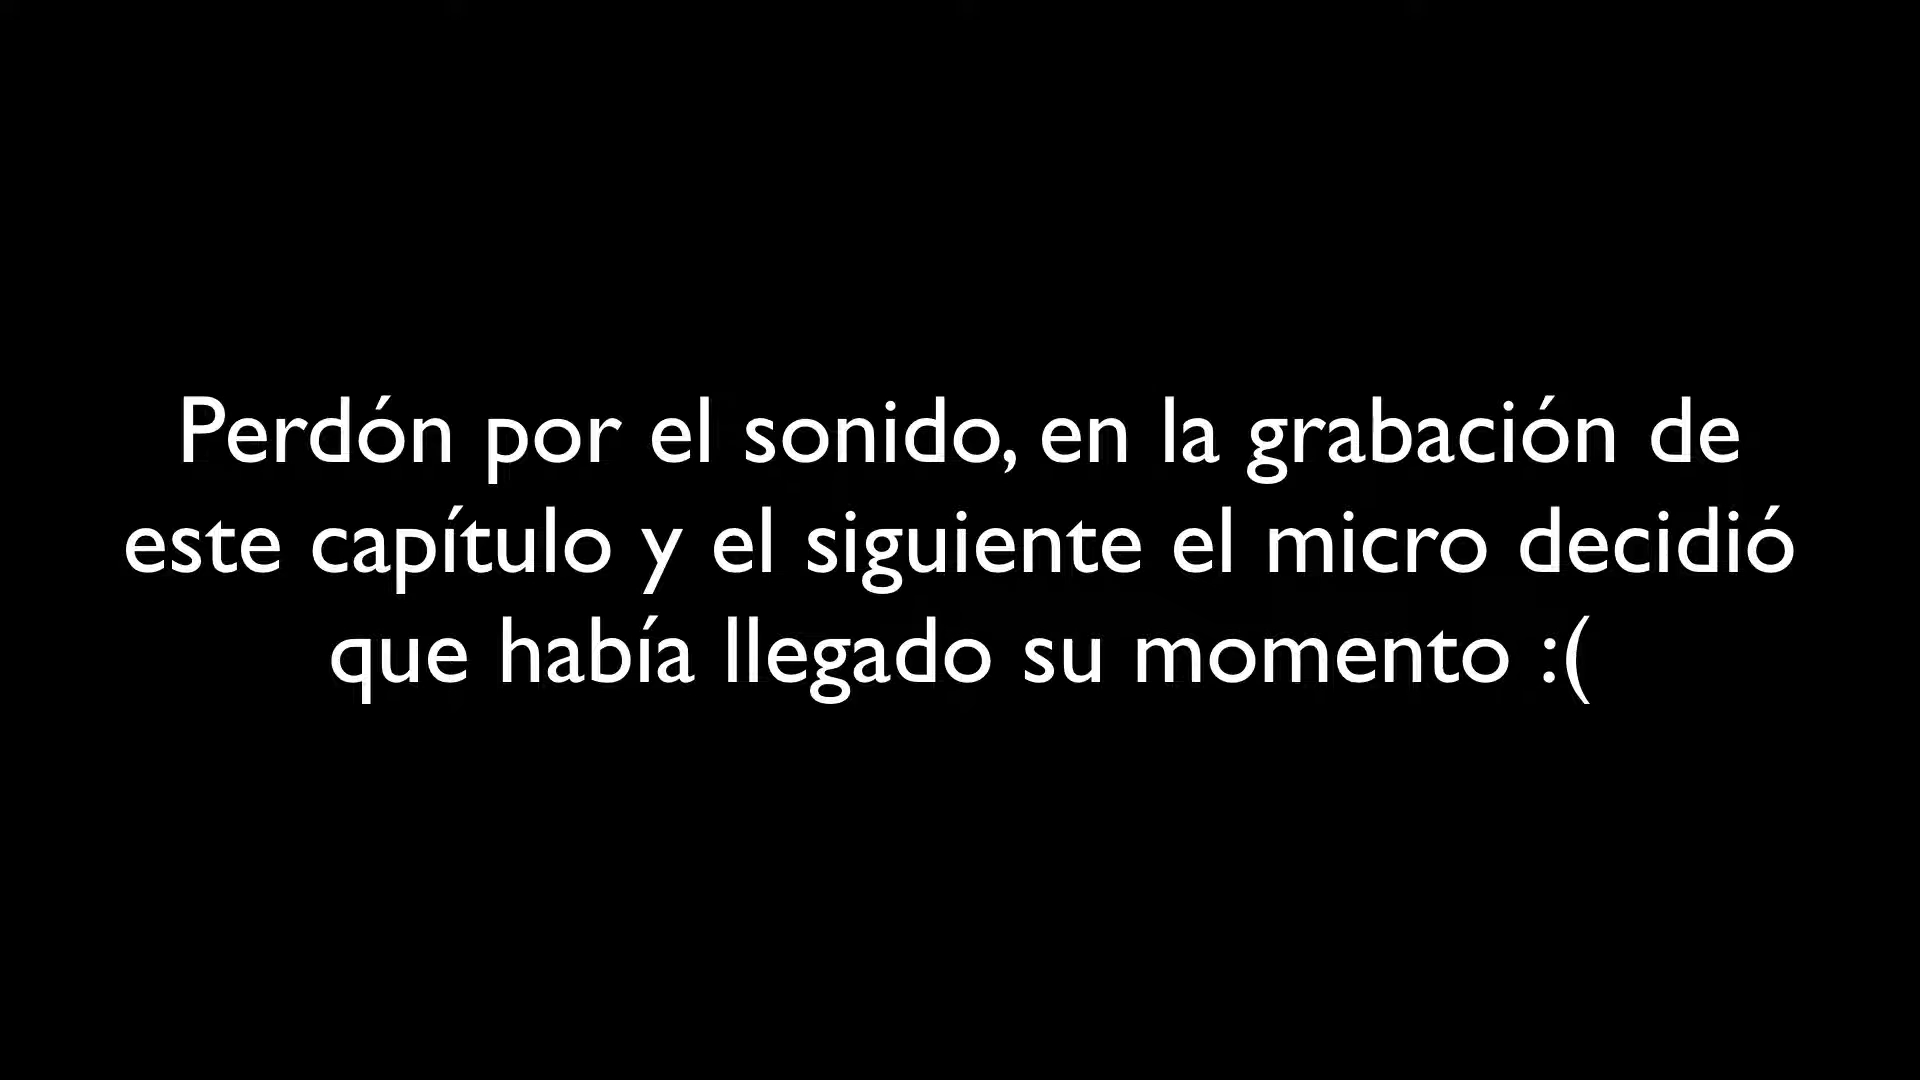 Perdón por el sonido, en la grabación de
este capítulo y el siguiente el micro decidió
que había llegado su momento :(